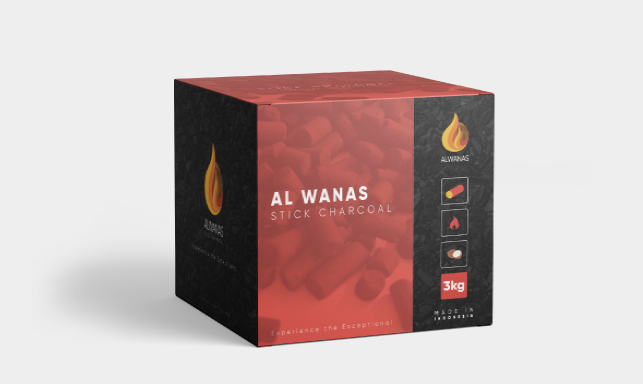 AL WANAS
STICK CHARCOAL
Experience the Exceptional
ALWANAS
3kg
MADE IN
INDONESIA
ALWANAS